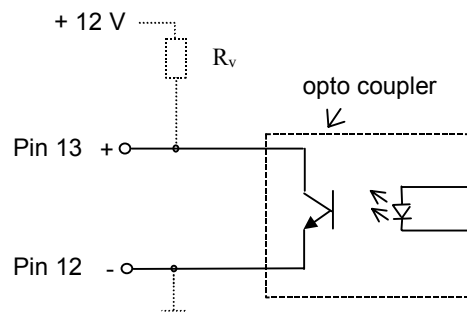 + 12 V
Rv
opto coupler
Pin 13 +
Pin 12 -